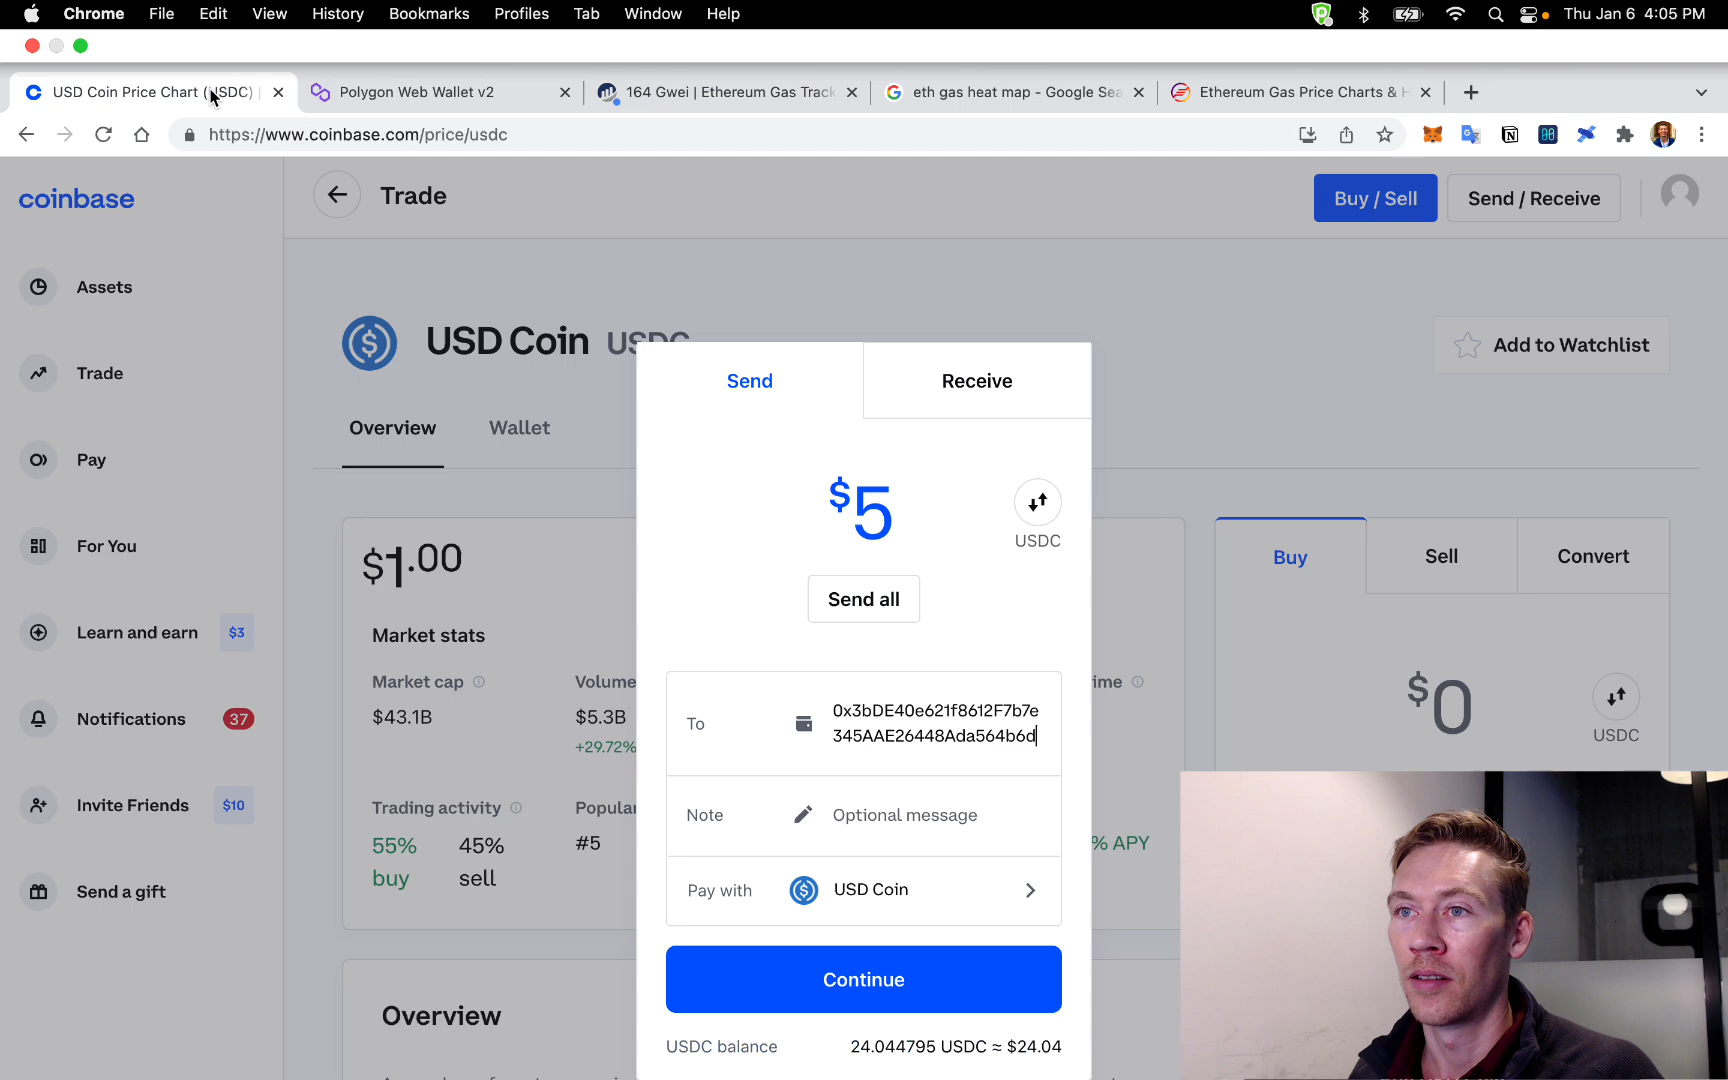 Chrome File Edit View History Bookmarks Profiles Tab Window Help Thu Jan 6 4:05 PM
USD Coin Price Chart (USDC) | Polygon Web Wallet v2 164 Gwei | Ethereum Gas Track eth gas heat map - Google Sea Ethereum Gas Price Charts & H
https://www.coinbase.com/price/usdc
coinbase
Trade
Buy / Sell
Send / Receive
Assets
Trade
Pay
For You
Learn and earn $3
Notifications 37
Invite Friends $10
Send a gift
USD Coin USDC
Add to Watchlist
Overview Wallet
$1.00
Market stats
Market cap
$43.1B
Volume
$5.3B
+29.72%
Trading activity
55% 45%
buy sell
Popular
#5
% APY
Overview
Send Receive
$5
USDC
Send all
To 0x3bDE40e621f8612F7b7e
345AAE26448Ada564b6d
Note Optional message
Pay with USD Coin
Continue
USDC balance 24.044795 USDC ≈ $24.04
Buy Sell Convert
$0
USDC